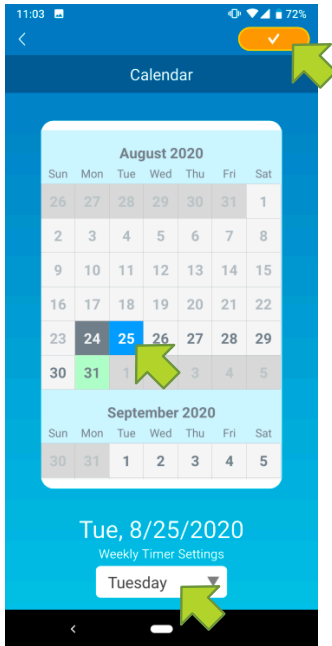 11:03 72%
Calendar
August 2020
Sun Mon Tue Wed Thu Fri Sat
26 27 28 29 30 31 1
2 3 4 5 6 7 8
9 10 11 12 13 14 15
16 17 18 19 20 21 22
23 24 25 26 27 28 29
30 31 1 3 4 5
September 2020
Sun Mon Tue Wed Thu Fri Sat
30 31 1 2 3 4 5
Tue, 8/25/2020
Weekly Timer Settings
Tuesday